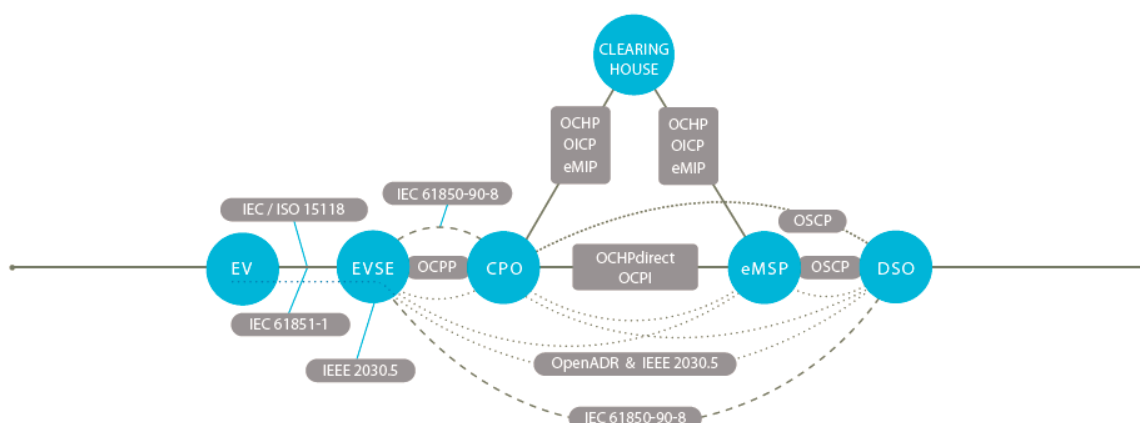 CLEARING
HOUSE
OCHP
OICP
eMIP
OCHP
OICP
eMIP
IEC 61850-90-8
IEC / ISO 15118
OSCP
EV
EVSE
OCPP
CPO
OCHPdirect
OCPI
eMSP
OSCP
DSO
IEC 61851-1
IEEE 2030.5
OpenADR & IEEE 2030.5
IEC 61850-90-8